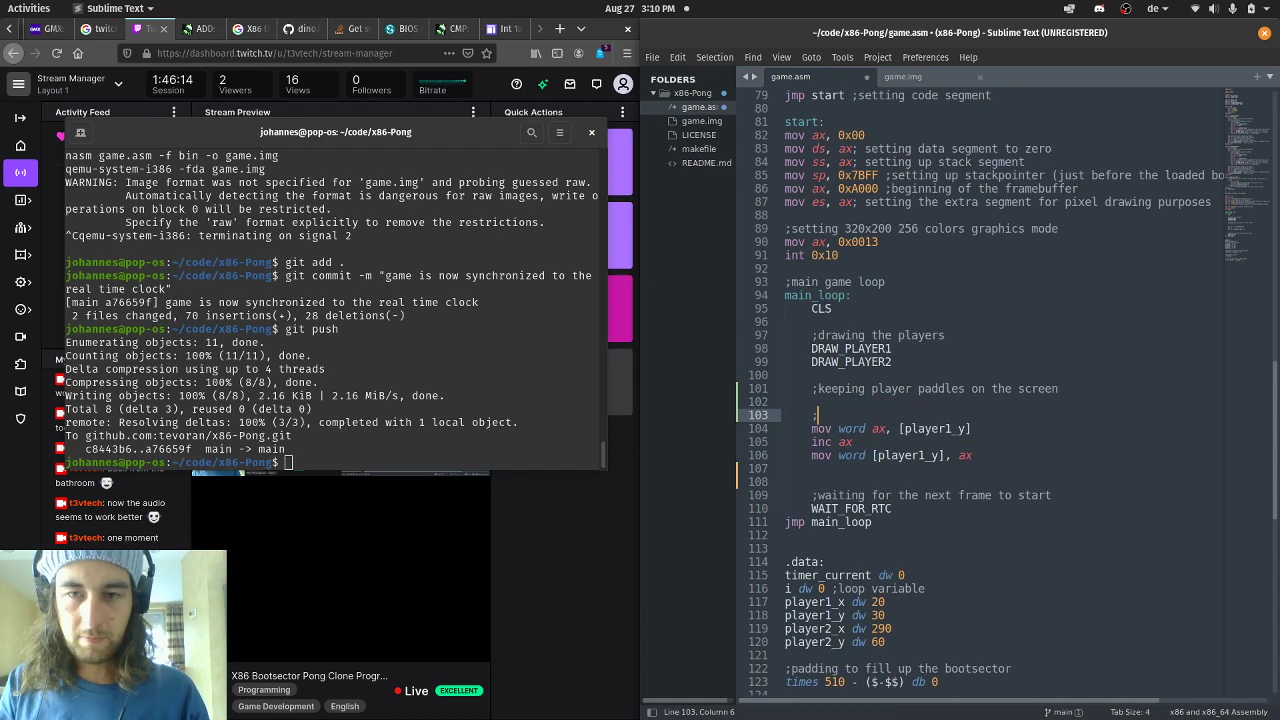 Sublime Text
Aug 27 3:10 PM
de
GMX:
twitch
Tw
ADD:
X86 t
dino/
Get s
BIOS
CMP:
Int 1a
https://dashboard.twitch.tv/u/t3vtech/stream-manager
Stream Manager
Layout 1
1:46:14
Session
2
Viewers
16
Views
0
Followers
Bitrate
Activity Feed
Stream Preview
Quick Actions
johannes@pop-os: ~/code/x86-Pong
nasm game.asm -f bin -o game.img
qemu-system-i386 -fda game.img
WARNING: Image format was not specified for 'game.img' and probing guessed raw.
Automatically detecting the format is dangerous for raw images, write o
perations on block 0 will be restricted.
Specify the 'raw' format explicitly to remove the restrictions.
^Cqemu-system-i386: terminating on signal 2
johannes@pop-os:~/code/x86-Pong$ git add .
johannes@pop-os:~/code/x86-Pong$ git commit -m "game is now synchronized to the
real time clock"
[main a76659f] game is now synchronized to the real time clock
2 files changed, 70 insertions(+), 28 deletions(-)
johannes@pop-os:~/code/x86-Pong$ git push
Enumerating objects: 11, done.
Counting objects: 100% (11/11), done.
Delta compression using up to 4 threads
Compressing objects: 100% (8/8), done.
Writing objects: 100% (8/8), 2.16 KiB | 2.16 MiB/s, done.
Total 8 (delta 3), reused 0 (delta 0)
remote: Resolving deltas: 100% (3/3), completed with 1 local object.
To github.com:tevoran/x86-Pong.git
c8443b6..a76659f main -> main
johannes@pop-os:~/code/x86-Pong$
bathroom
t3vtech: now the audio
seems to work better
t3vtech: one moment
X86 Bootsector Pong Clone Progr...
Programming
Game Development
English
Live
EXCELLENT
~/code/x86-Pong/game.asm • (x86-Pong) - Sublime Text (UNREGISTERED)
File Edit Selection Find View Goto Tools Project Preferences Help
FOLDERS
x86-Pong
game.as
game.img
LICENSE
makefile
README.md
game.asm
game.img
79 jmp start ;setting code segment
80
81 start:
82 mov ax, 0x00
83 mov ds, ax; setting data segment to zero
84 mov ss, ax; setting up stack segment
85 mov sp, 0x7BFF ;setting up stackpointer (just before the loaded bo
86 mov ax, 0xA000 ;beginning of the framebuffer
87 mov es, ax; setting the extra segment for pixel drawing purposes
88
89 ;setting 320x200 256 colors graphics mode
90 mov ax, 0x0013
91 int 0x10
92
93 ;main game loop
94 main_loop:
95 CLS
96
97 ;drawing the players
98 DRAW_PLAYER1
99 DRAW_PLAYER2
100
101 ;keeping player paddles on the screen
102
103 ;
104 mov word ax, [player1_y]
105 inc ax
106 mov word [player1_y], ax
107
108
109 ;waiting for the next frame to start
110 WAIT_FOR_RTC
111 jmp main_loop
112
113
114 .data:
115 timer_current dw 0
116 i dw 0 ;loop variable
117 player1_x dw 20
118 player1_y dw 30
119 player2_x dw 290
120 player2_y dw 60
121
122 ;padding to fill up the bootsector
123 times 510 - ($-$$) db 0
124
Line 103, Column 6
main (1)
Tab Size: 4
x86 and x86_64 Assembly